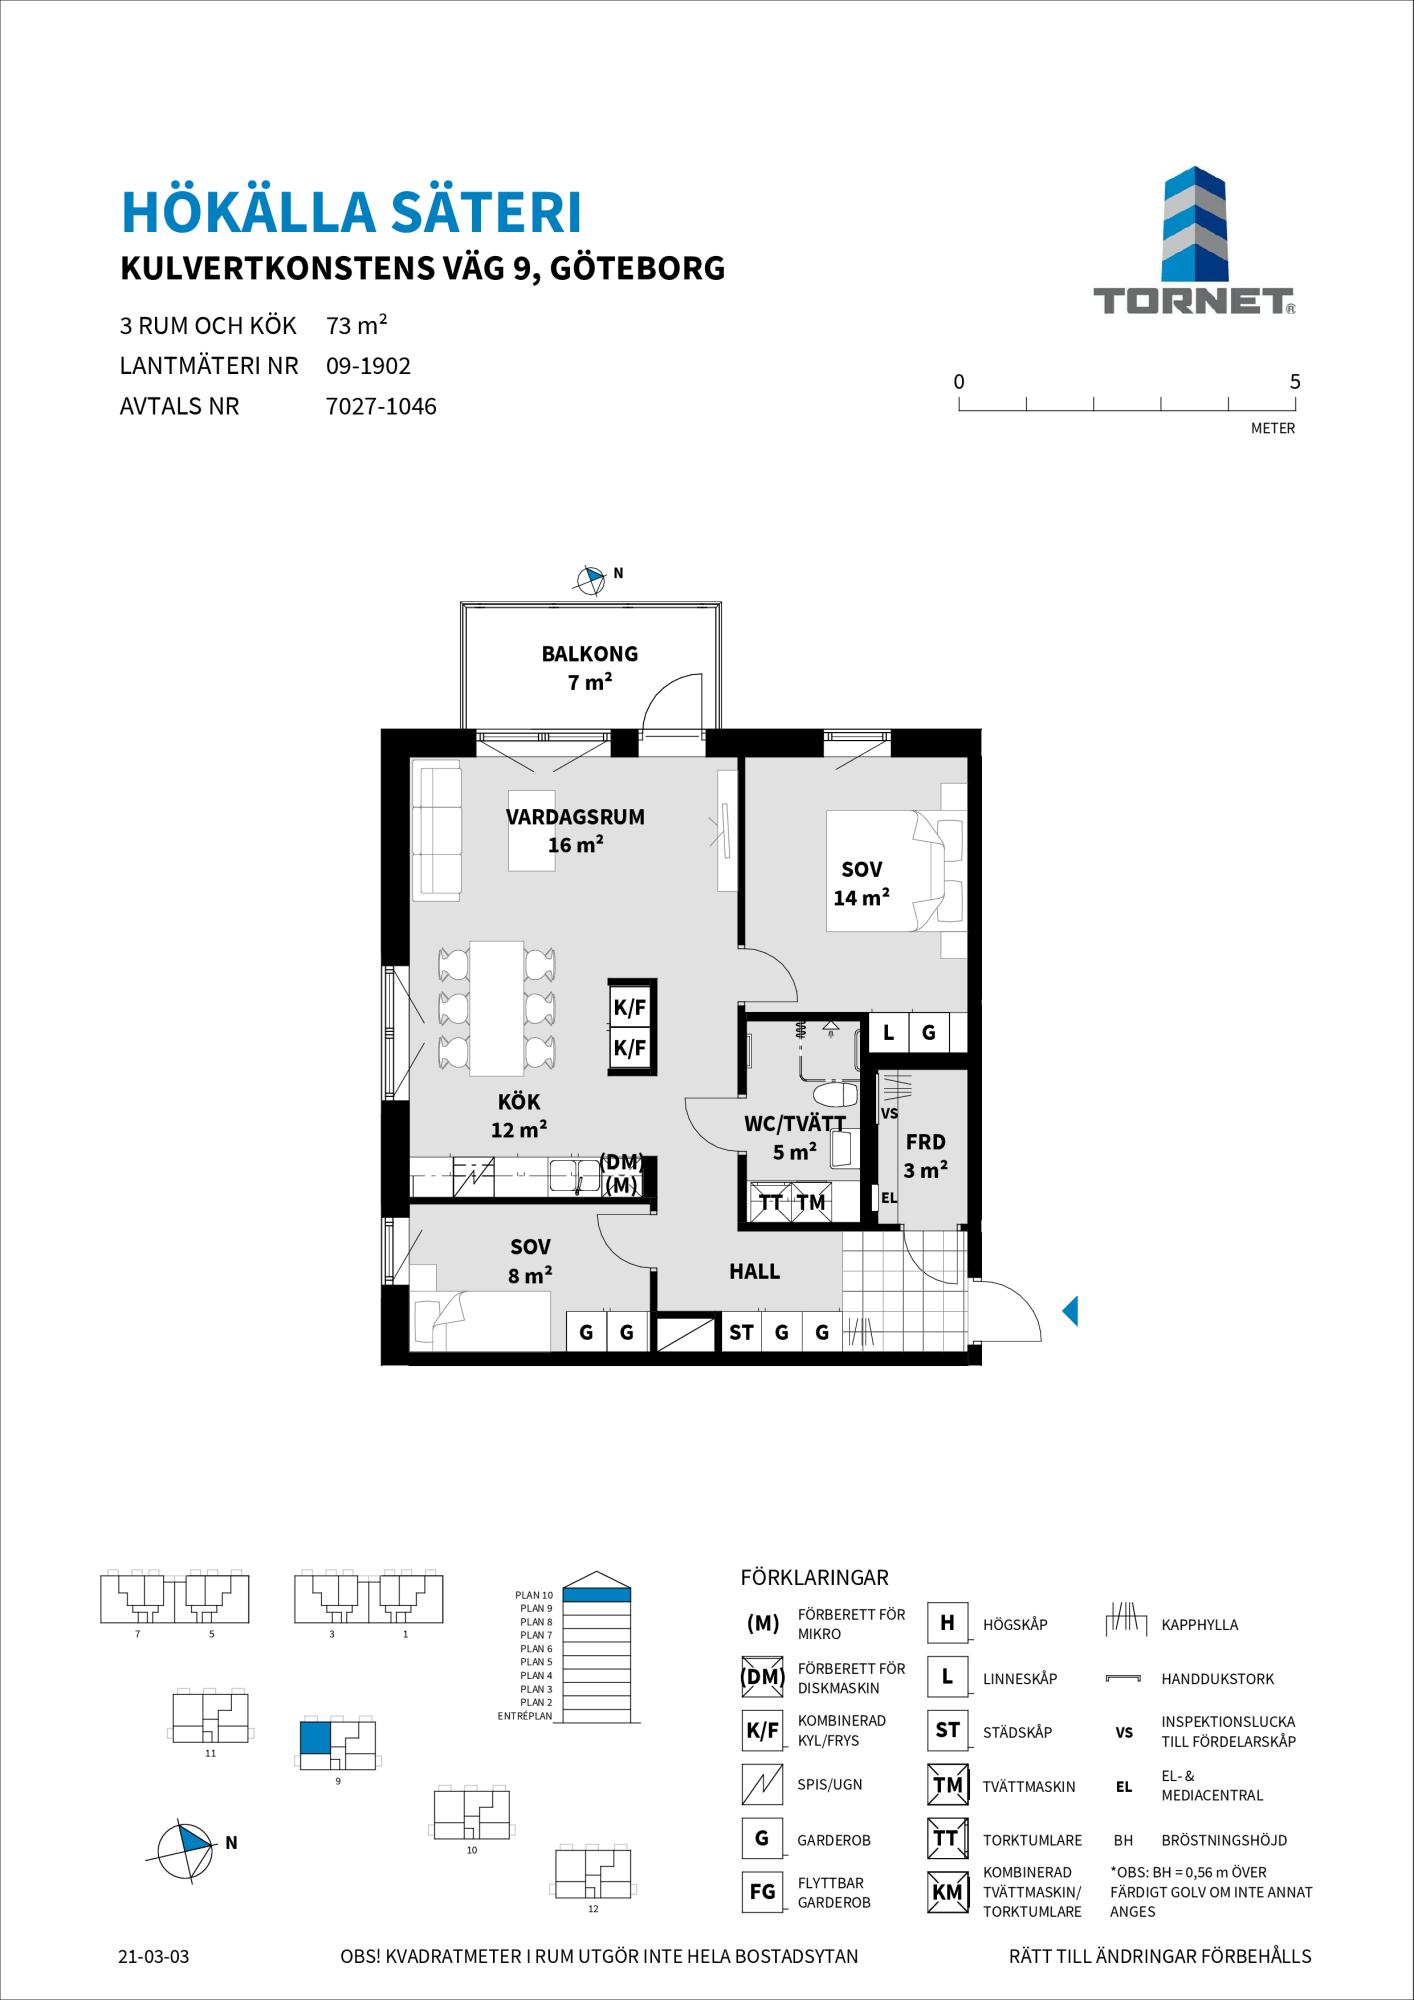 HÖKÄLLA SÄTERI
KULVERTKONSTENS VÄG 9, GÖTEBORG
3 RUM OCH KÖK 73 m²
LANTMÄTERI NR 09-1902
AVTALS NR 7027-1046
TORNET®
0 5
METER
N
BALKONG
7 m²
VARDAGSRUM
16 m²
SOV
14 m²
K/F
K/F
L G
KÖK
12 m²
WC/TVÄTT
5 m²
VS
FRD
3 m²
EL
(DM)
(M)
TT TM
SOV
8 m²
HALL
G G
ST G G
7 5
3 1
11
9
10
12
N
PLAN 10
PLAN 9
PLAN 8
PLAN 7
PLAN 6
PLAN 5
PLAN 4
PLAN 3
PLAN 2
ENTRÉPLAN
FÖRKLARINGAR
(M) FÖRBERETT FÖR
MIKRO
(DM) FÖRBERETT FÖR
DISKMASKIN
K/F KOMBINERAD
KYL/FRYS
SPIS/UGN
G GARDEROB
FG FLYTTBAR
GARDEROB
H HÖGSKÅP
L LINNESKÅP
ST STÄDSKÅP
TM TVÄTTMASKIN
TT TORKTUMLARE
KM KOMBINERAD
TVÄTTMASKIN/
TORKTUMLARE
KAPPHYLLA
HANDDUKSTORK
VS INSPEKTIONSLUCKA
TILL FÖRDELARSKÅP
EL EL- &
MEDIACENTRAL
BH BRÖSTNINGSHÖJD
*OBS: BH = 0,56 m ÖVER
FÄRDIGT GOLV OM INTE ANNAT
ANGES
21-03-03
OBS! KVADRATMETER I RUM UTGÖR INTE HELA BOSTADSYTAN
RÄTT TILL ÄNDRINGAR FÖRBEHÅLLS